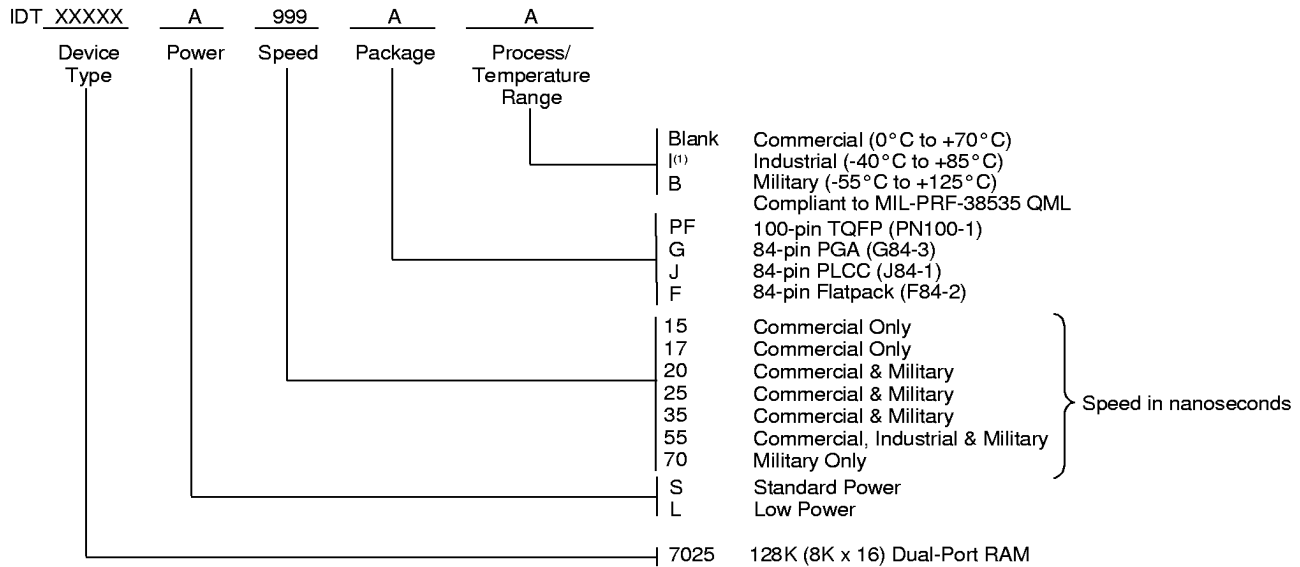 IDT XXXXX A 999 A A
Device Type Power Speed Package Process/ Temperature Range
Blank Commercial (0°C to +70°C)
I(1) Industrial (-40°C to +85°C)
B Military (-55°C to +125°C)
Compliant to MIL-PRF-38535 QML
PF 100-pin TQFP (PN100-1)
G 84-pin PGA (G84-3)
J 84-pin PLCC (J84-1)
F 84-pin Flatpack (F84-2)
15 Commercial Only
17 Commercial Only
20 Commercial & Military
25 Commercial & Military
35 Commercial & Military
55 Commercial, Industrial & Military
70 Military Only
Speed in nanoseconds
S Standard Power
L Low Power
7025 128K (8K x 16) Dual-Port RAM